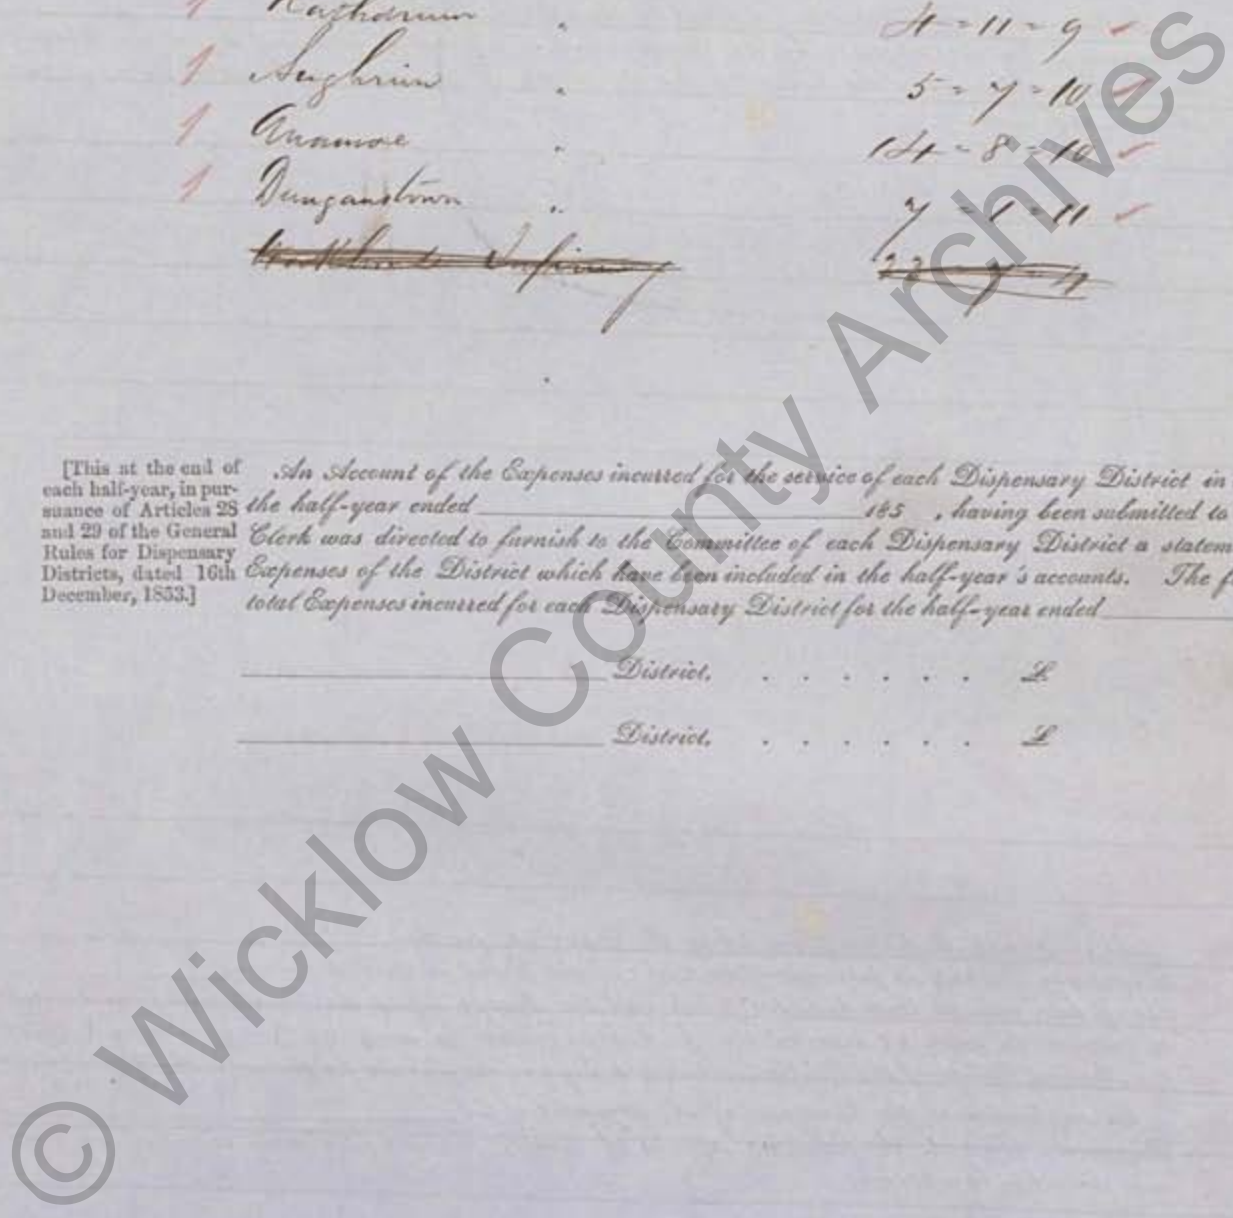 1 Rathdrum " 4 = 11 = 9 ✓
1 Aughrim " 5 = 7 = 10 ✓
1 Anamoe " 14 = 8 = 10 ✓
1 Dunganstown " 7 = 1 = 11 ✓
Workhouse Infirmary
[This at the end of each half-year, in pursuance of Articles 28 and 29 of the General Rules for Dispensary Districts, dated 16th December, 1853.]
An Account of the Expenses incurred for the service of each Dispensary District in
the half-year ended 185 , having been submitted to
Clerk was directed to furnish to the Committee of each Dispensary District a statem
Expenses of the District which have been included in the half-year's accounts. The f
total Expenses incurred for each Dispensary District for the half-year ended
District. . . . . . . £
District. . . . . . . £
© Wicklow County Archives